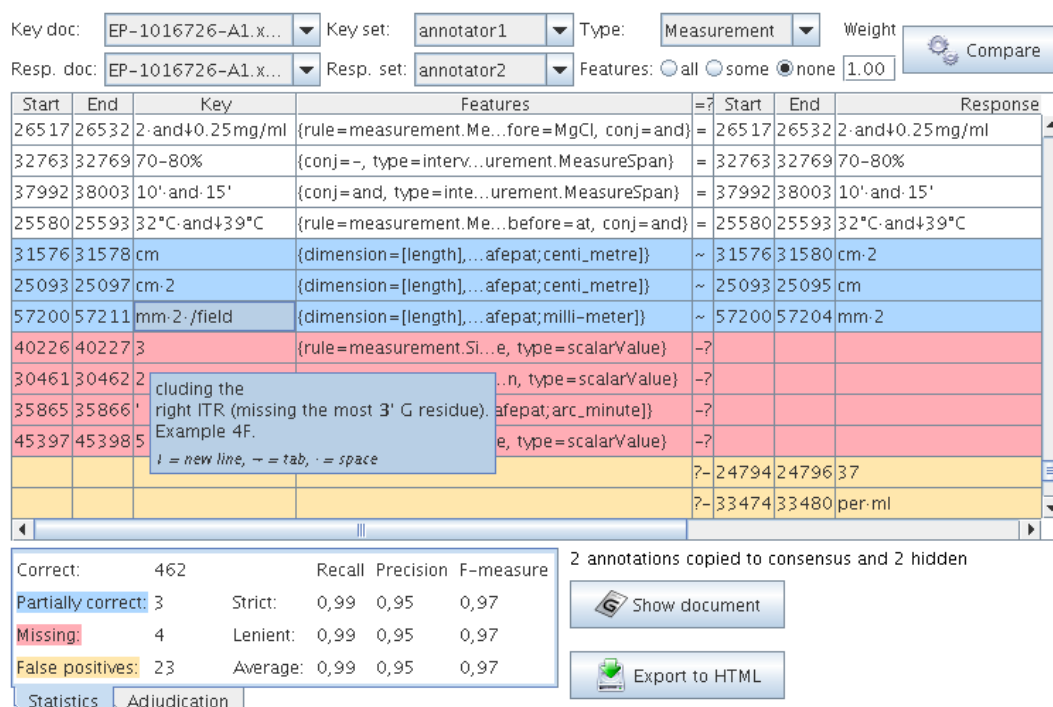 Key doc: EP-1016726-A1.x... Key set: annotator1 Type: Measurement Weight Compare
Resp. doc: EP-1016726-A1.x... Resp. set: annotator2 Features: all some none 1.00
Start End Key Features =? Start End Response
26517 26532 2·and↓0.25mg/ml {rule=measurement.Me...fore=MgCl, conj=and} = 26517 26532 2·and↓0.25mg/ml
32763 32769 70-80% {conj=-, type=interv...urement.MeasureSpan} = 32763 32769 70-80%
37992 38003 10'·and·15' {conj=and, type=inte...urement.MeasureSpan} = 37992 38003 10'·and·15'
25580 25593 32°C·and↓39°C {rule=measurement.Me...before=at, conj=and} = 25580 25593 32°C·and↓39°C
31576 31578 cm {dimension=[length],...afepat;centi_metre]} ~ 31576 31580 cm·2
25093 25097 cm·2 {dimension=[length],...afepat;centi_metre]} ~ 25093 25095 cm
57200 57211 mm·2·/field {dimension=[length],...afepat;milli-meter]} ~ 57200 57204 mm·2
40226 40227 3 {rule=measurement.Si...e, type=scalarValue} -?
30461 30462 2 ...n, type=scalarValue} -?
35865 35866 ' afepat;arc_minute]} -?
45397 45398 5 e, type=scalarValue} -?
cluding the
right ITR (missing the most 3' G residue).
Example 4F.
↓ = new line, → = tab, · = space
?- 24794 24796 37
?- 33474 33480 per·ml
Correct: 462 Recall Precision F-measure
Partially correct: 3 Strict: 0,99 0,95 0,97
Missing: 4 Lenient: 0,99 0,95 0,97
False positives: 23 Average: 0,99 0,95 0,97
Statistics Adjudication
2 annotations copied to consensus and 2 hidden
Show document
Export to HTML